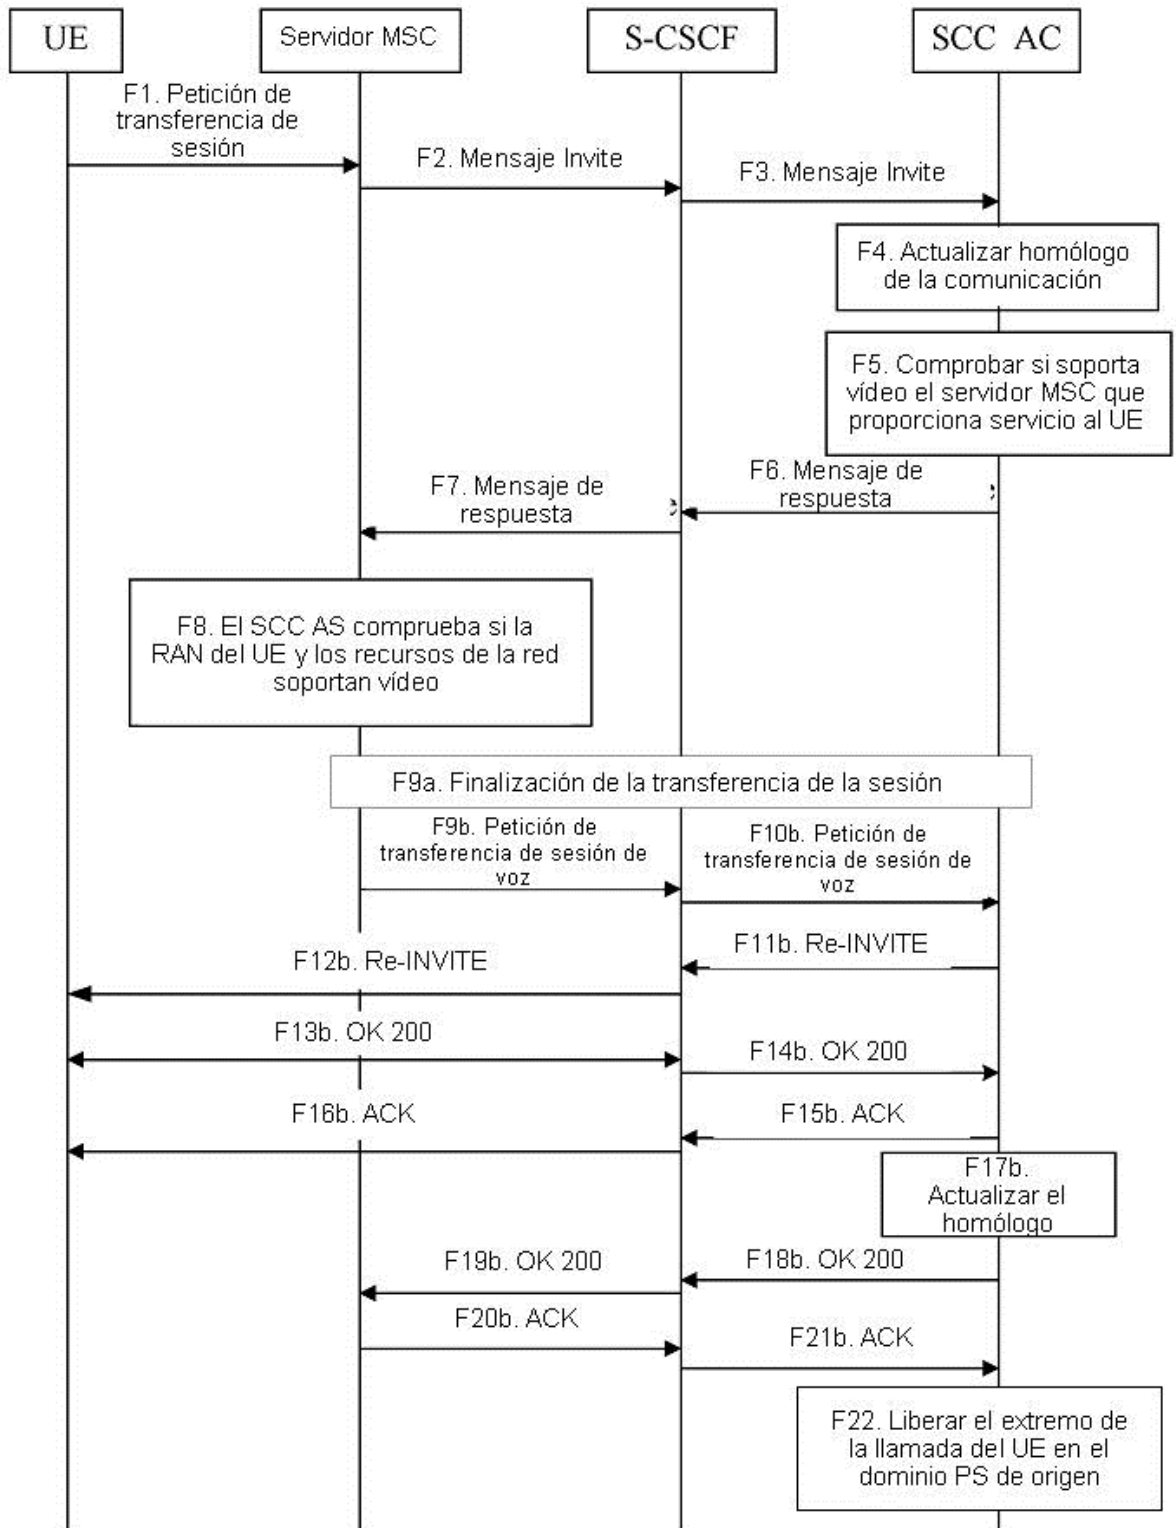 UE
Servidor MSC
S-CSCF
SCC AC
F1. Petición de
transferencia de
sesión
F2. Mensaje Invite
F3. Mensaje Invite
F4. Actualizar homólogo
de la comunicación
F5. Comprobar si soporta
vídeo el servidor MSC que
proporciona servicio al UE
F6. Mensaje de
respuesta
F7. Mensaje de
respuesta
F8. El SCC AS comprueba si la
RAN del UE y los recursos de la red
soportan vídeo
F9a. Finalización de la transferencia de la sesión
F9b. Petición de
transferencia de sesión de
voz
F10b. Petición de
transferencia de sesión de
voz
F11b. Re-INVITE
F12b. Re-INVITE
F13b. OK 200
F14b. OK 200
F15b. ACK
F16b. ACK
F17b.
Actualizar el
homólogo
F18b. OK 200
F19b. OK 200
F20b. ACK
F21b. ACK
F22. Liberar el extremo de
la llamada del UE en el
dominio PS de origen